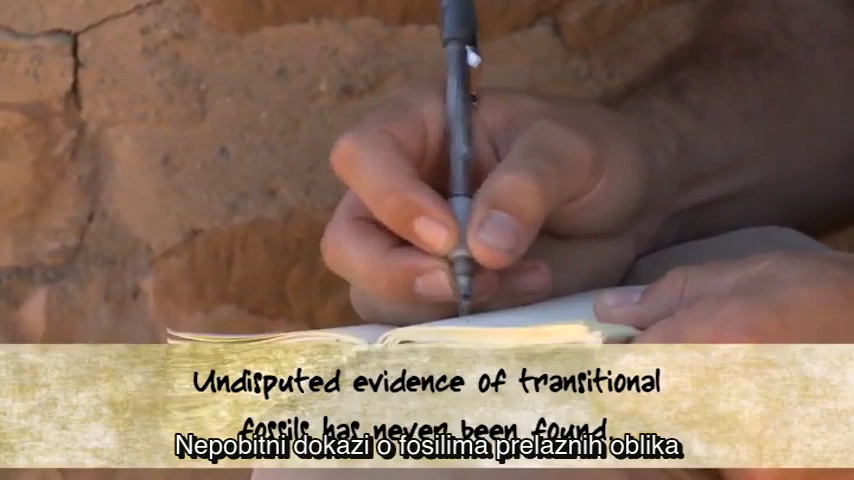 Undisputed evidence of transitional
fossils has never been found.
Nepobitni dokazi o fosilima prelaznih oblika